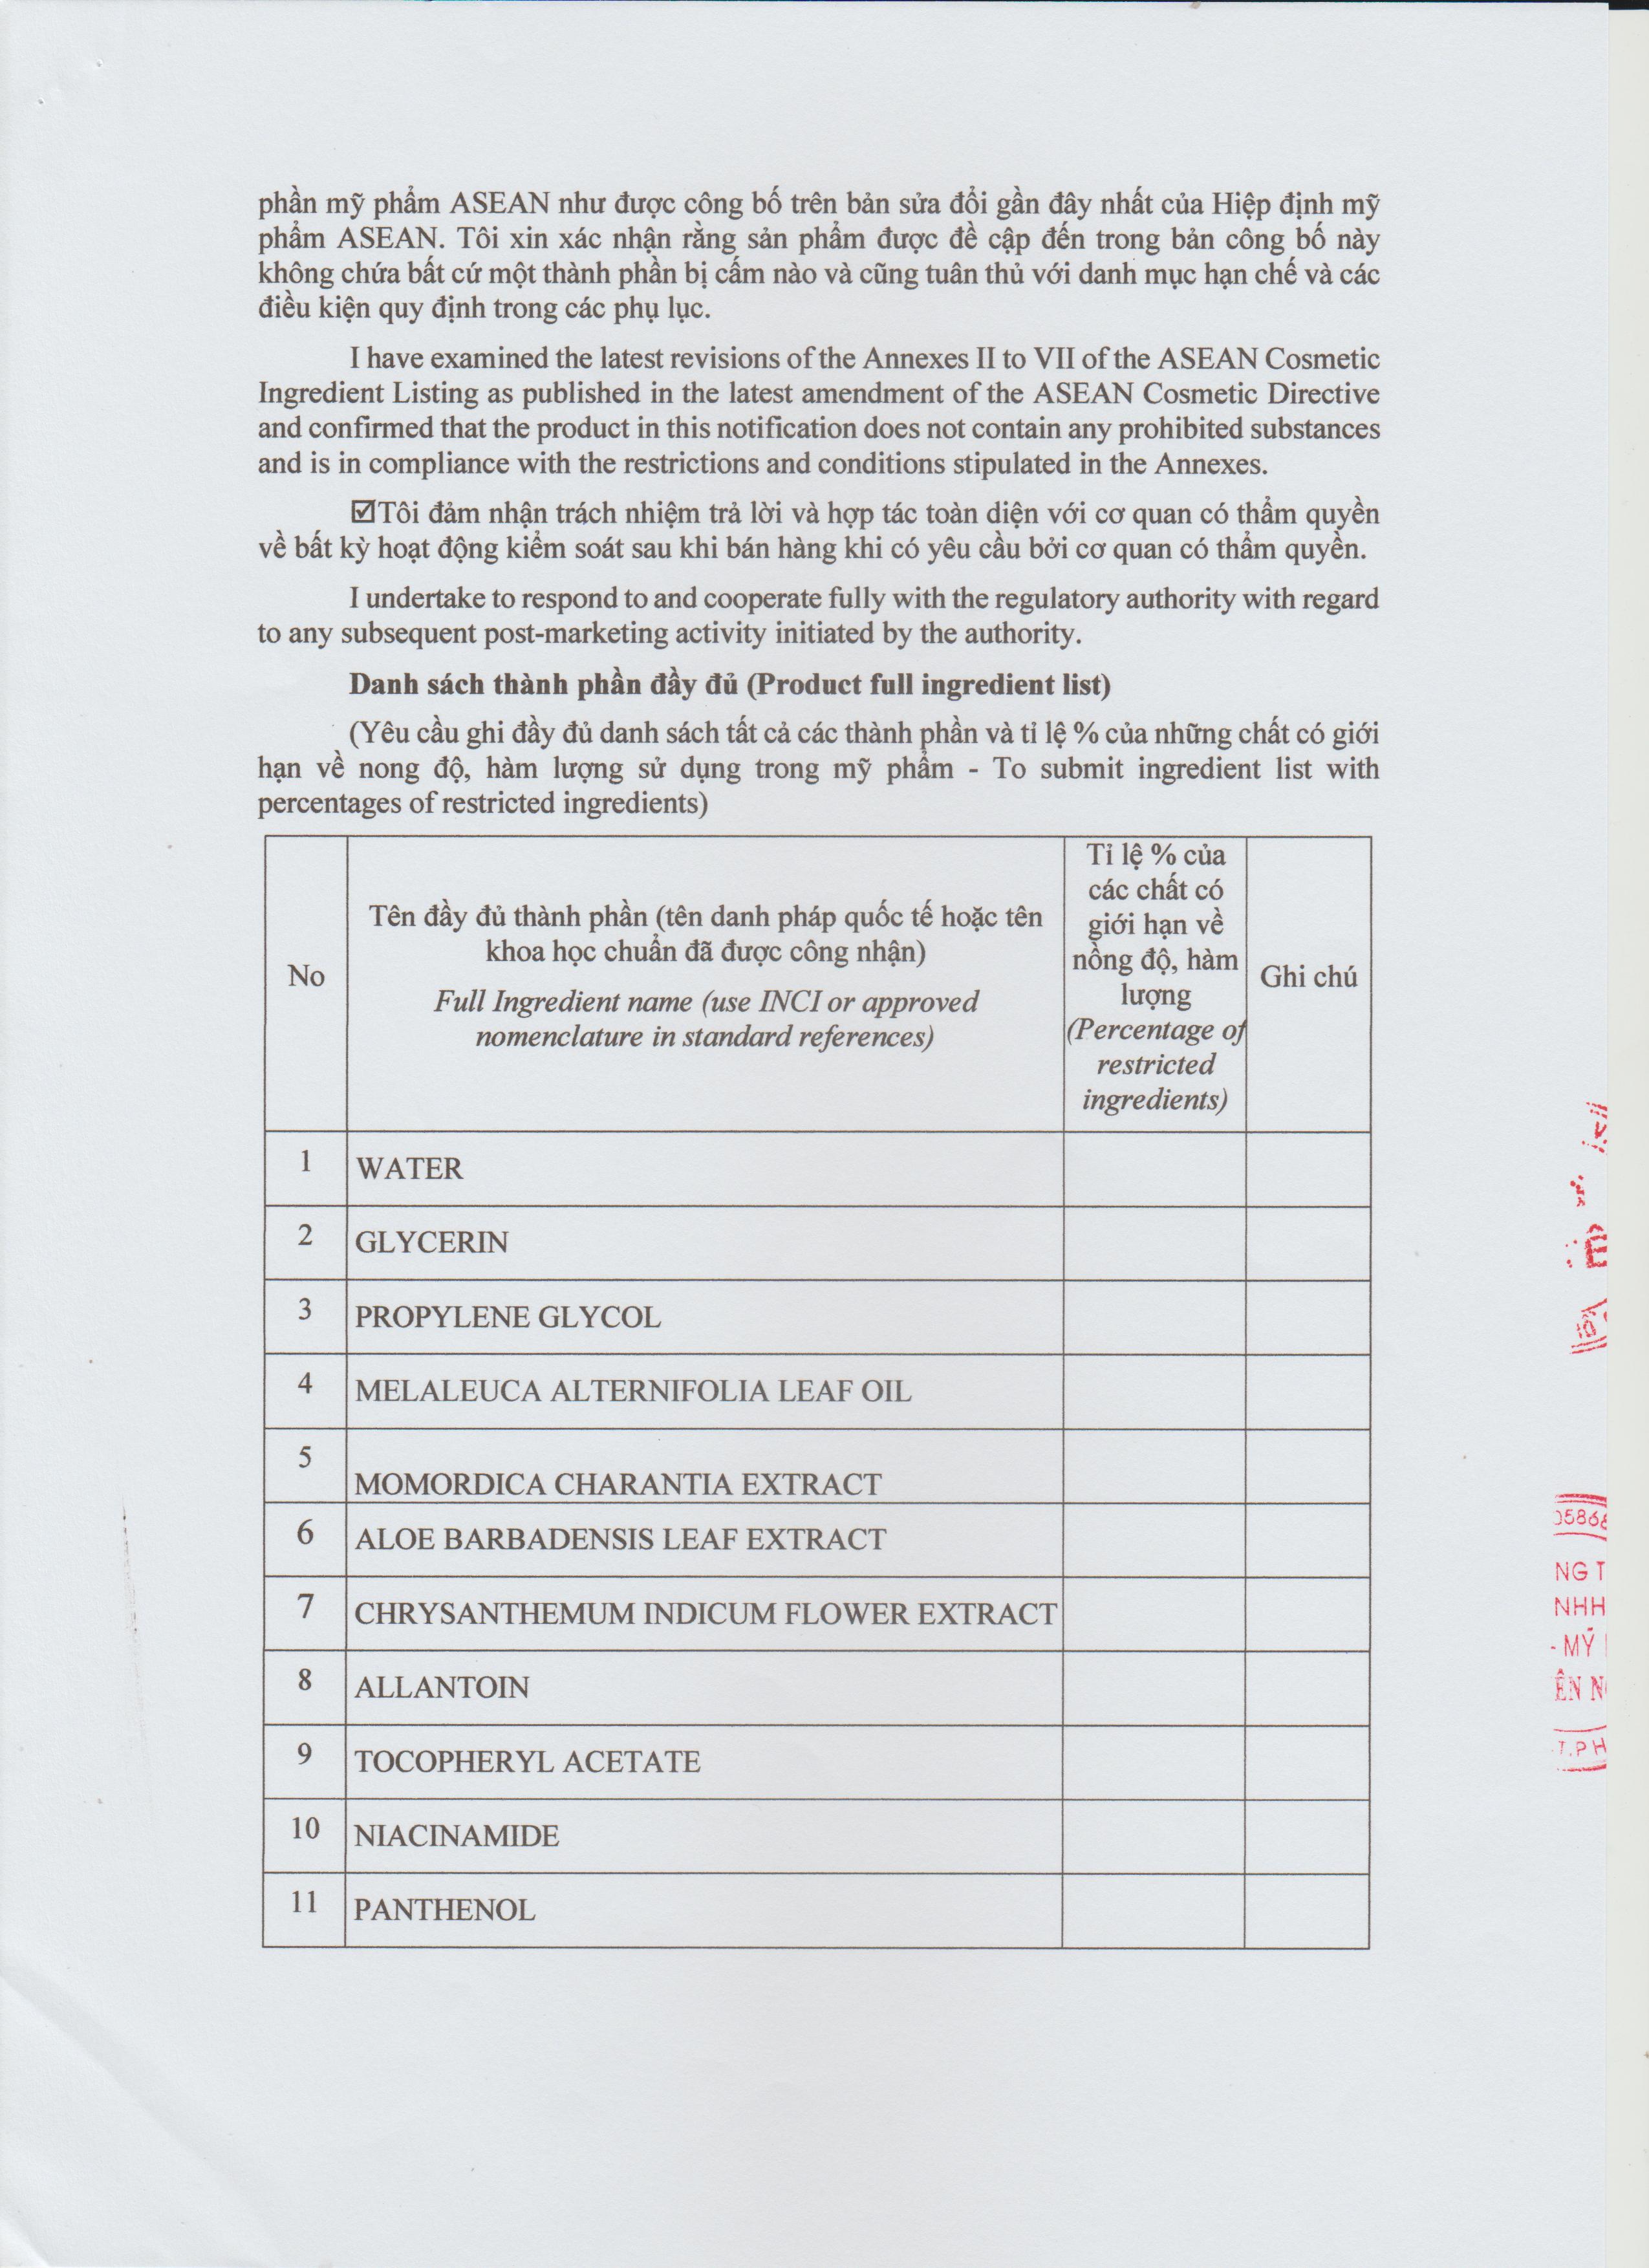 phần mỹ phẩm ASEAN như được công bố trên bản sửa đổi gần đây nhất của Hiệp định mỹ
phẩm ASEAN. Tôi xin xác nhận rằng sản phẩm được đề cập đến trong bản công bố này
không chứa bất cứ một thành phần bị cấm nào và cũng tuân thủ với danh mục hạn chế và các
điều kiện quy định trong các phụ lục.
I have examined the latest revisions of the Annexes II to VII of the ASEAN Cosmetic
Ingredient Listing as published in the latest amendment of the ASEAN Cosmetic Directive
and confirmed that the product in this notification does not contain any prohibited substances
and is in compliance with the restrictions and conditions stipulated in the Annexes.
☑Tôi đảm nhận trách nhiệm trả lời và hợp tác toàn diện với cơ quan có thẩm quyền
về bất kỳ hoạt động kiểm soát sau khi bán hàng khi có yêu cầu bởi cơ quan có thẩm quyền.
I undertake to respond to and cooperate fully with the regulatory authority with regard
to any subsequent post-marketing activity initiated by the authority.
Danh sách thành phần đầy đủ (Product full ingredient list)
(Yêu cầu ghi đầy đủ danh sách tất cả các thành phần và tỉ lệ % của những chất có giới
hạn về nong độ, hàm lượng sử dụng trong mỹ phẩm - To submit ingredient list with
percentages of restricted ingredients)
No
Tên đầy đủ thành phần (tên danh pháp quốc tế hoặc tên
khoa học chuẩn đã được công nhận)
Full Ingredient name (use INCI or approved
nomenclature in standard references)
Tỉ lệ % của
các chất có
giới hạn về
nồng độ, hàm
lượng
(Percentage of
restricted
ingredients)
Ghi chú
1 WATER
2 GLYCERIN
3 PROPYLENE GLYCOL
4 MELALEUCA ALTERNIFOLIA LEAF OIL
5 MOMORDICA CHARANTIA EXTRACT
6 ALOE BARBADENSIS LEAF EXTRACT
7 CHRYSANTHEMUM INDICUM FLOWER EXTRACT
8 ALLANTOIN
9 TOCOPHERYL ACETATE
10 NIACINAMIDE
11 PANTHENOL
NG T
NHH
- MỸ
ÊN N
T.PH